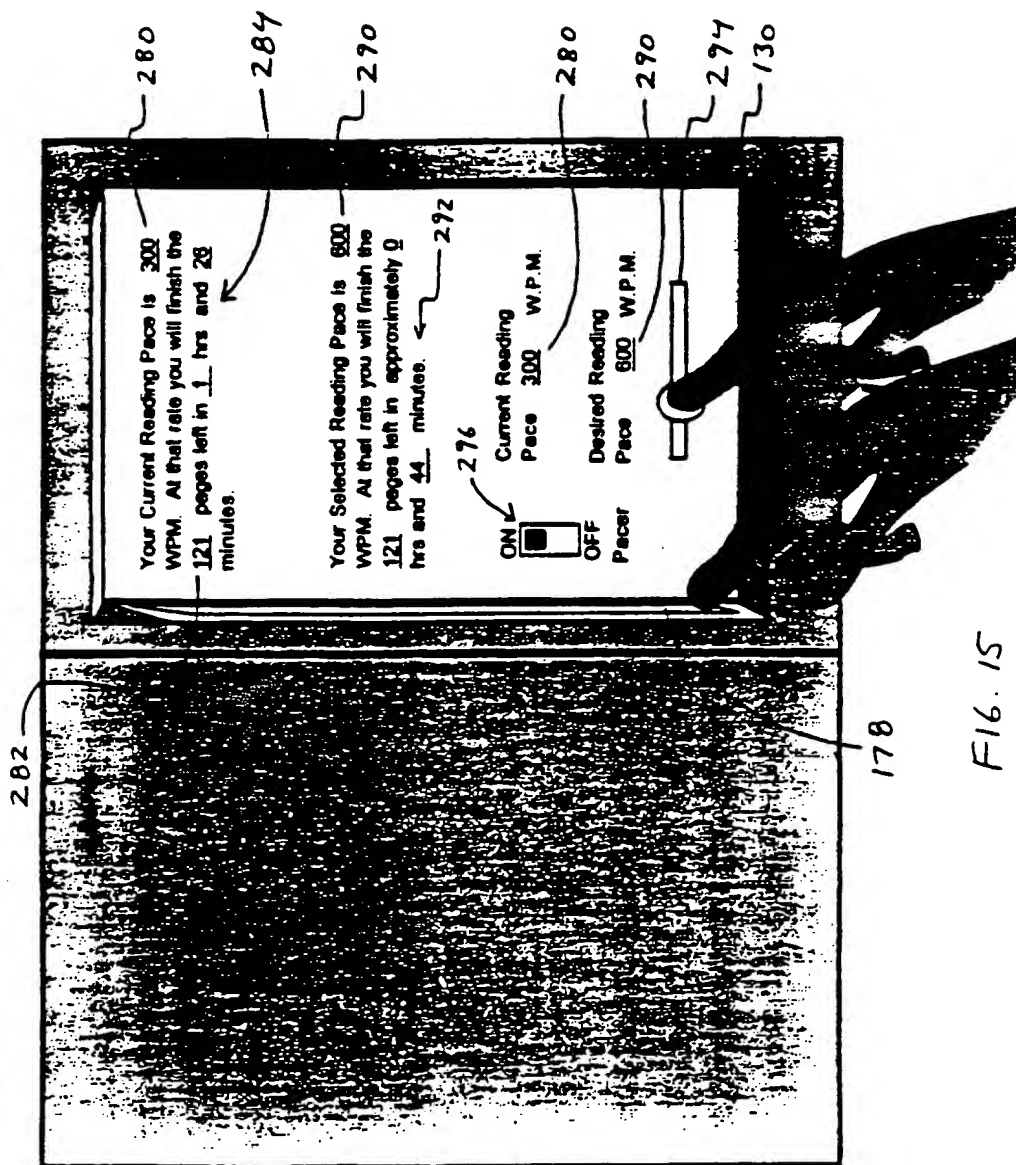 282
Your Current Reading Pace is 300
WPM. At that rate you will finish the
121 pages left in 1 hrs and 26
minutes.
280
284
Your Selected Reading Pace is 600
WPM. At that rate you will finish the
121 pages left in approximately 0
hrs and 44 minutes.
290
292
296
ON
OFF
Pacer
Current Reading
Pace 300 W.P.M.
280
Desired Reading
Pace 600 W.P.M.
290
294
130
178
FIG. 15